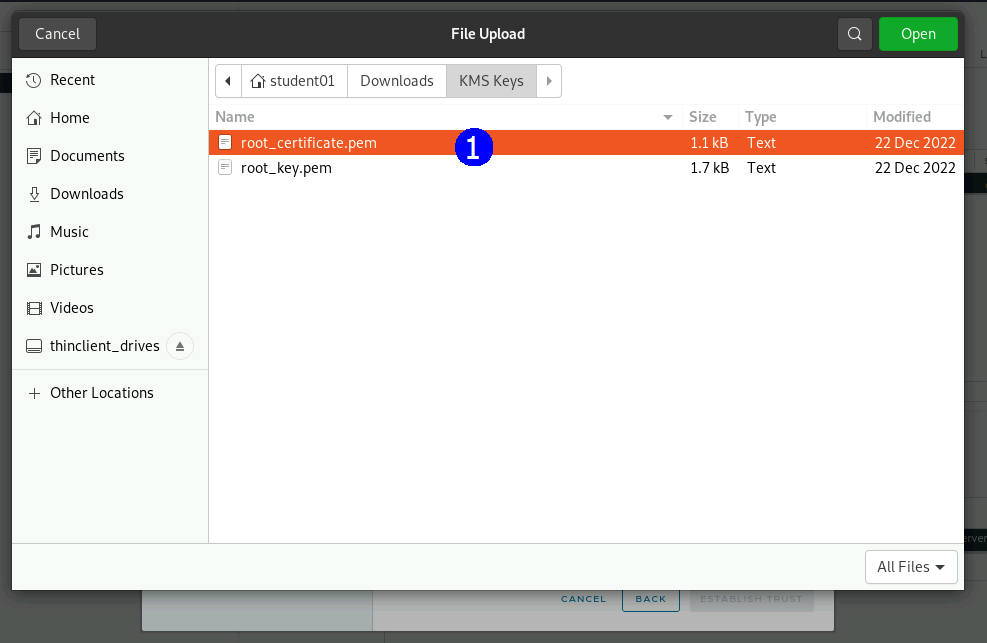 Cancel File Upload Open
Recent
Home
Documents
Downloads
Music
Pictures
Videos
thinclient_drives
Other Locations
student01 Downloads KMS Keys
Name Size Type Modified
root_certificate.pem 1 1.1 kB Text 22 Dec 2022
root_key.pem 1.7 kB Text 22 Dec 2022
All Files
CANCEL BACK ESTABLISH TRUST